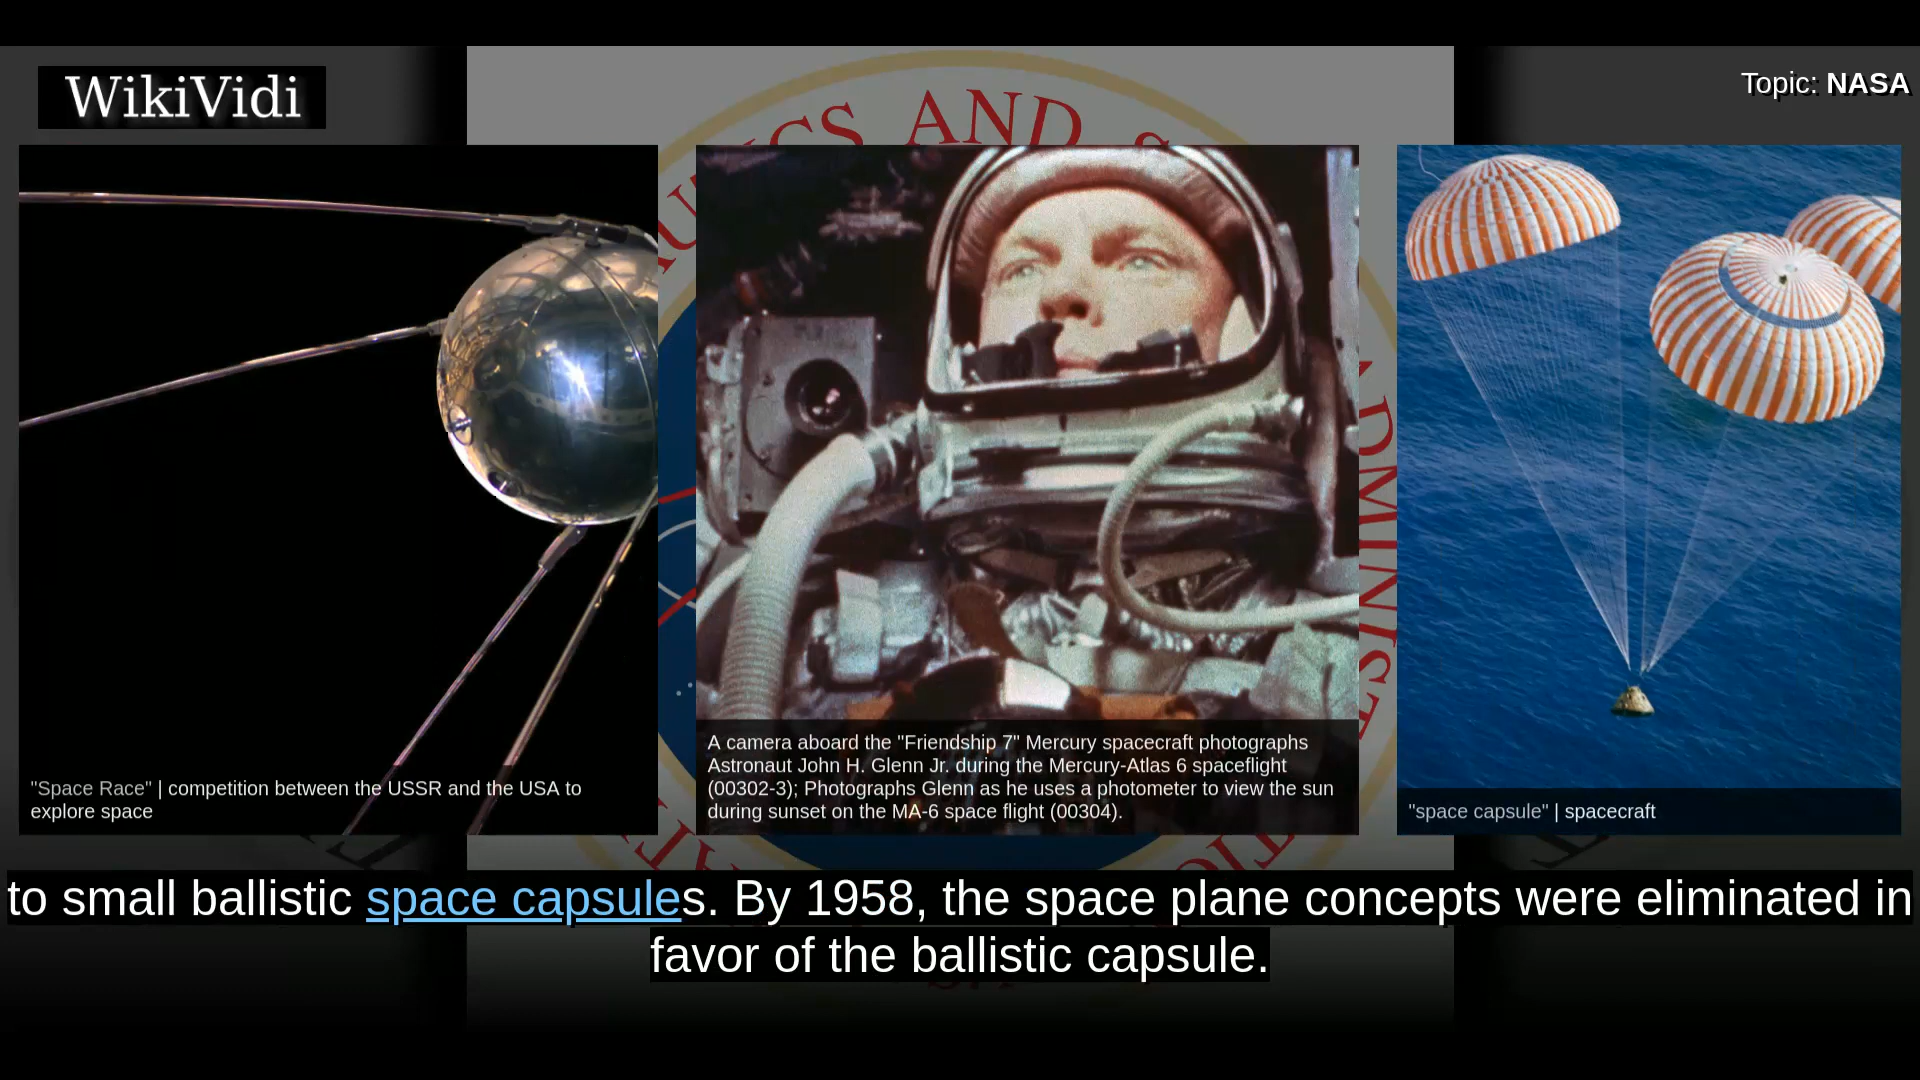 WikiVidi
Topic: NASA
CS AND &
"Space Race" | competition between the USSR and the USA to
explore space
A camera aboard the "Friendship 7" Mercury spacecraft photographs
Astronaut John H. Glenn Jr. during the Mercury-Atlas 6 spaceflight
(00302-3); Photographs Glenn as he uses a photometer to view the sun
during sunset on the MA-6 space flight (00304).
"space capsule" | spacecraft
to small ballistic space capsules. By 1958, the space plane concepts were eliminated in
favor of the ballistic capsule.